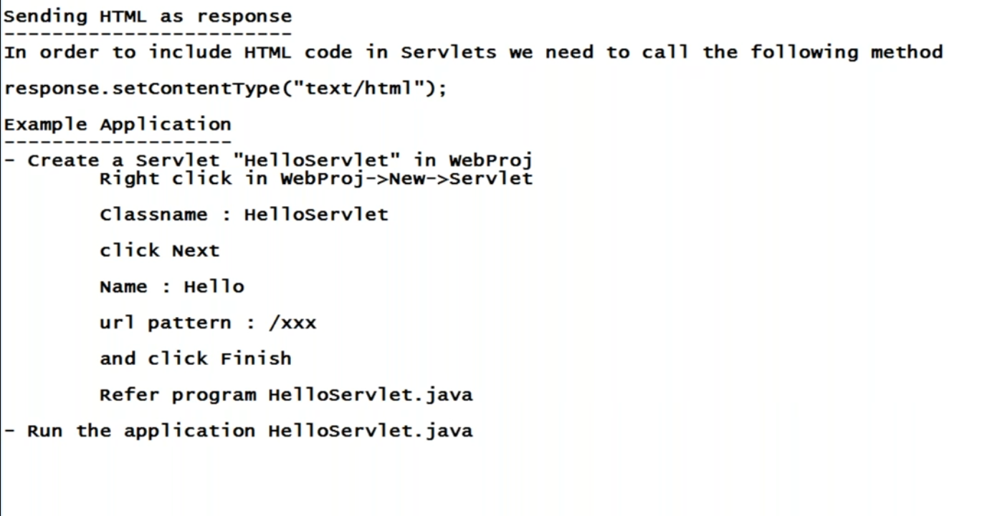 Sending HTML as response
------------------------
In order to include HTML code in Servlets we need to call the following method
response.setContentType("text/html");
Example Application
-------------------
- Create a Servlet "HelloServlet" in WebProj
Right click in WebProj->New->Servlet
Classname : HelloServlet
click Next
Name : Hello
url pattern : /xxx
and click Finish
Refer program HelloServlet.java
- Run the application HelloServlet.java